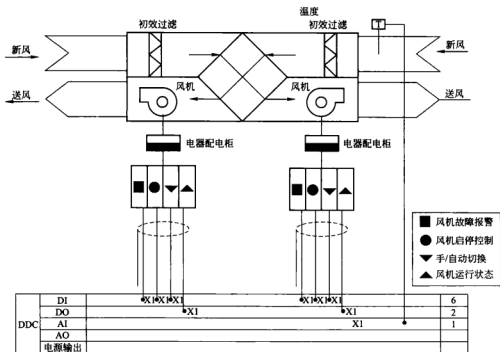 温度
初效过滤
初效过滤
T
新风
新风
风机
风机
送风
送风
电器配电柜
电器配电柜
■ 风机故障报警
● 风机启停控制
▼ 手/自动切换
▲ 风机运行状态
DDC
DI X1 X1 X1 X1 X1 X1 6
DO X1 X1 2
AI X1 1
AO
电源输出